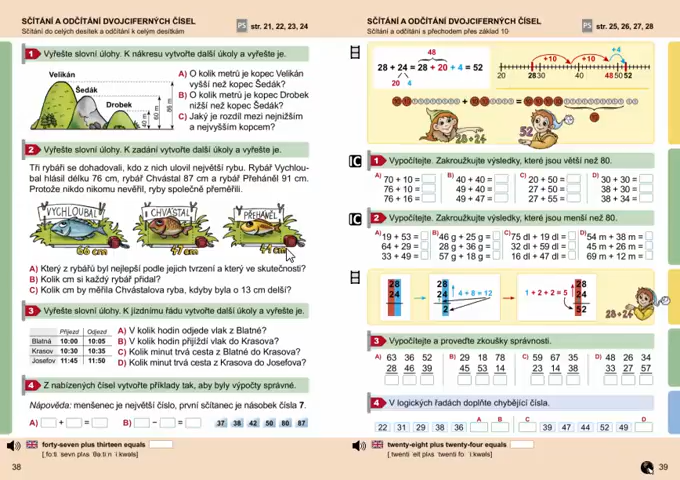 SČÍTÁNÍ A ODČÍTÁNÍ DVOJCIFERNÝCH ČÍSEL
Sčítání do celých desítek a odčítání k celým desítkám
PS str. 21, 22, 23, 24
1 Vyřešte slovní úlohy. K nákresu vytvořte další úkoly a vyřešte je.
Velikán
Šedák
Drobek
40 m
60 m
86 m
A) O kolik metrů je kopec Velikán
vyšší než kopec Šedák?
B) O kolik metrů je kopec Drobek
nižší než kopec Šedák?
C) Jaký je rozdíl mezi nejnižším
a nejvyšším kopcem?
2 Vyřešte slovní úlohy. K zadání vytvořte další úkoly a vyřešte je.
Tři rybáři se dohadovali, kdo z nich ulovil největší rybu. Rybář Vychlou-
bal hlásil délku 76 cm, rybář Chvástal 87 cm a rybář Přeháněl 91 cm.
Protože nikdo nikomu nevěřil, ryby společně přeměřili.
VYCHLOUBAL
CHVÁSTAL
PŘEHÁNĚL
66 cm
47 cm
41 cm
A) Který z rybářů byl nejlepší podle jejich tvrzení a který ve skutečnosti?
B) Kolik cm si každý rybář přidal?
C) Kolik cm by měřila Chvástalova ryba, kdyby byla o 13 cm delší?
3 Vyřešte slovní úlohy. K jízdnímu řádu vytvořte další úkoly a vyřešte je.
Příjezd Odjezd
Blatná 10:00 10:05
Krasov 10:30 10:35
Josefov 11:45 11:50
A) V kolik hodin odjede vlak z Blatné?
B) V kolik hodin přijíždí vlak do Krasova?
C) Kolik minut trvá cesta z Blatné do Krasova?
D) Kolik minut trvá cesta z Krasova do Josefova?
4 Z nabízených čísel vytvořte příklady tak, aby byly výpočty správné.
Nápověda: menšenec je největší číslo, první sčítanec je násobek čísla 7.
A) + = B) − = 37 38 42 50 80 87
forty-seven plus thirteen equals
38
SČÍTÁNÍ A ODČÍTÁNÍ DVOJCIFERNÝCH ČÍSEL
Sčítání a odčítání s přechodem přes základ 10
PS str. 25, 26, 27, 28
48
28 + 24 = 28 + 20 + 4 = 52
20 4
+10 +10 +4
20 28 30 40 48 50 52
28+24
52
1 Vypočítejte. Zakroužkujte výsledky, které jsou větší než 80.
A) 70 + 10 = B) 40 + 40 = C) 20 + 50 = D) 30 + 30 =
76 + 10 = 49 + 40 = 27 + 50 = 38 + 30 =
76 + 16 = 49 + 47 = 27 + 55 = 38 + 34 =
2 Vypočítejte. Zakroužkujte výsledky, které jsou menší než 80.
A) 19 + 53 = B) 46 g + 25 g = C) 75 dl + 19 dl = D) 54 m + 38 m =
64 + 29 = 28 g + 36 g = 32 dl + 59 dl = 45 m + 26 m =
33 + 49 = 57 g + 18 g = 16 dl + 47 dl = 69 m + 12 m =
28
24
4 + 8 = 12
28
24
2
1 + 2 + 2 = 5
28
24
52
28+24
3 Vypočítejte a proveďte zkoušky správnosti.
A) 63 36 52 B) 29 18 78 C) 59 67 35 D) 48 26 34
28 46 39 45 53 14 23 14 38 33 27 57
4 V logických řadách doplňte chybějící čísla.
22 31 29 38 36 A B C 39 47 44 52 49 D
twenty-eight plus twenty-four equals
39